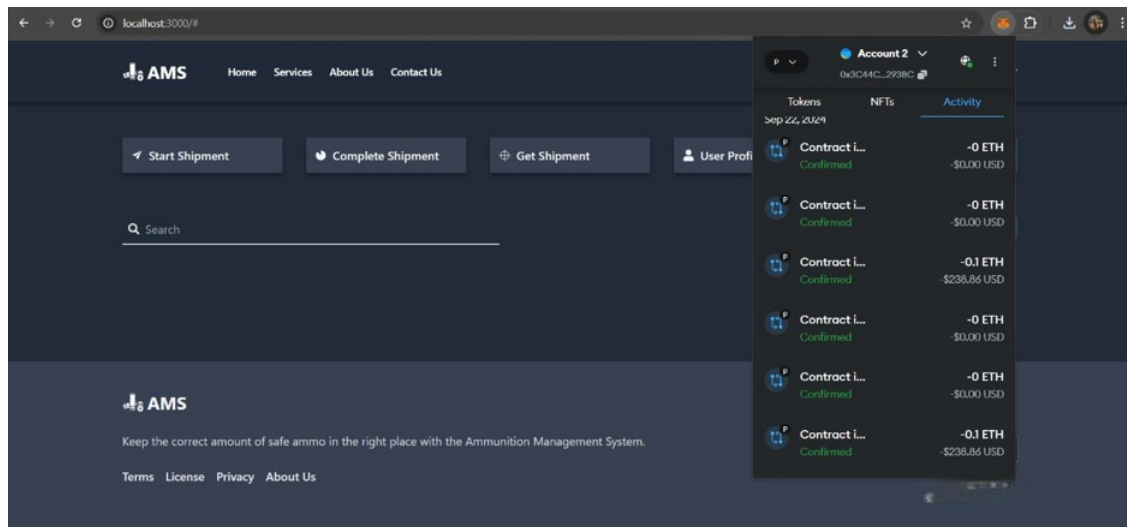 localhost:3000/#
AMS
Home Services About Us Contact Us
Start Shipment
Complete Shipment
Get Shipment
User Profi
Search
P
Account 2
0x3C44C...2938C
Tokens NFTs Activity
Sep 22, 2024
P
Contract i... -0 ETH
Confirmed -$0.00 USD
P
Contract i... -0 ETH
Confirmed -$0.00 USD
P
Contract i... -0.1 ETH
Confirmed -$238.86 USD
P
Contract i... -0 ETH
Confirmed -$0.00 USD
P
Contract i... -0 ETH
Confirmed -$0.00 USD
P
Contract i... -0.1 ETH
Confirmed -$238.86 USD
AMS
Keep the correct amount of safe ammo in the right place with the Ammunition Management System.
Terms License Privacy About Us